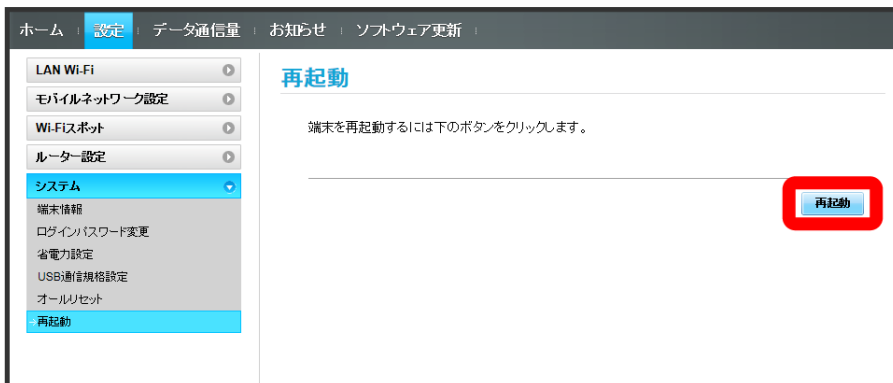 ホーム 設定 データ通信量 お知らせ ソフトウェア更新
LAN Wi-Fi
モバイルネットワーク設定
Wi-Fiスポット
ルーター設定
システム
端末情報
ログインパスワード変更
省電力設定
USB通信規格設定
オールリセット
再起動
再起動
端末を再起動するには下のボタンをクリックします。
再起動